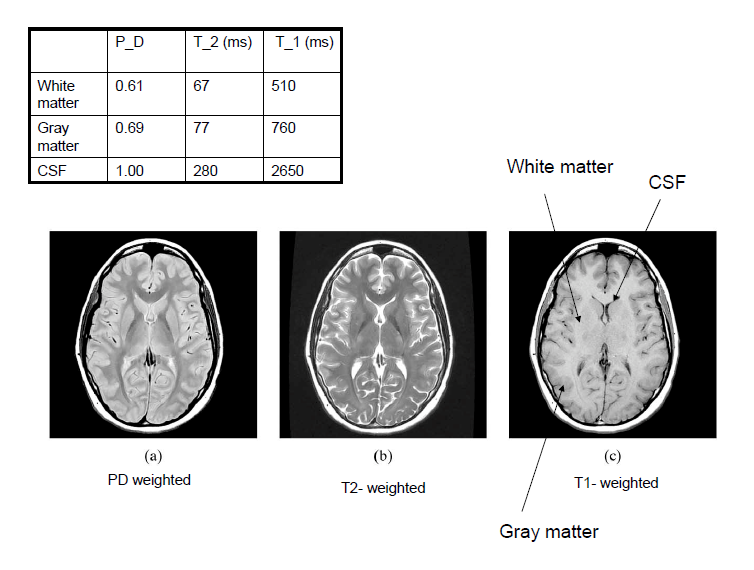 P_D T_2 (ms) T_1 (ms)
White matter 0.61 67 510
Gray matter 0.69 77 760
CSF 1.00 280 2650
White matter
CSF
(a) (b) (c)
PD weighted T2- weighted T1- weighted
Gray matter